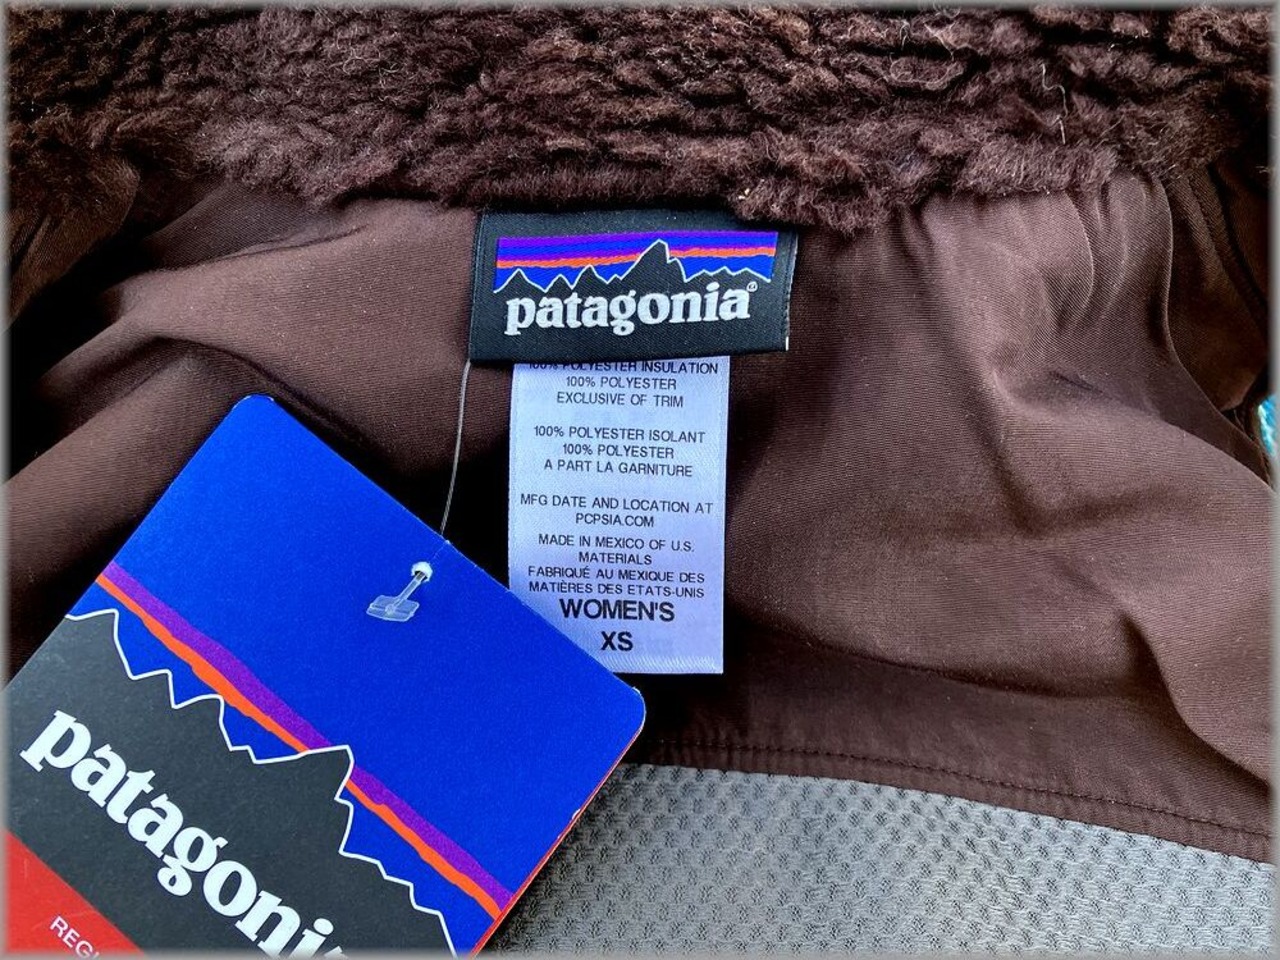 patagonia®
100% POLYESTER INSULATION
100% POLYESTER
EXCLUSIVE OF TRIM
100% POLYESTER ISOLANT
100% POLYESTER
A PART LA GARNITURE
MFG DATE AND LOCATION AT
PCPSIA.COM
MADE IN MEXICO OF U.S.
MATERIALS
FABRIQUÉ AU MEXIQUE DES
MATIÈRES DES ETATS-UNIS
WOMEN'S
XS
patagoni